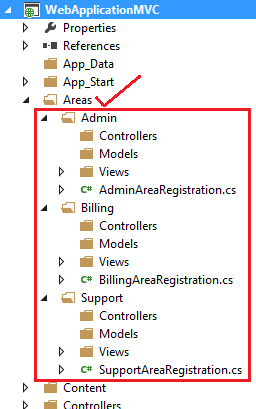 WebApplicationMVC
Properties
References
App_Data
App_Start
Areas
Admin
Controllers
Models
Views
C# AdminAreaRegistration.cs
Billing
Controllers
Models
Views
C# BillingAreaRegistration.cs
Support
Controllers
Models
Views
C# SupportAreaRegistration.cs
Content
Controllers